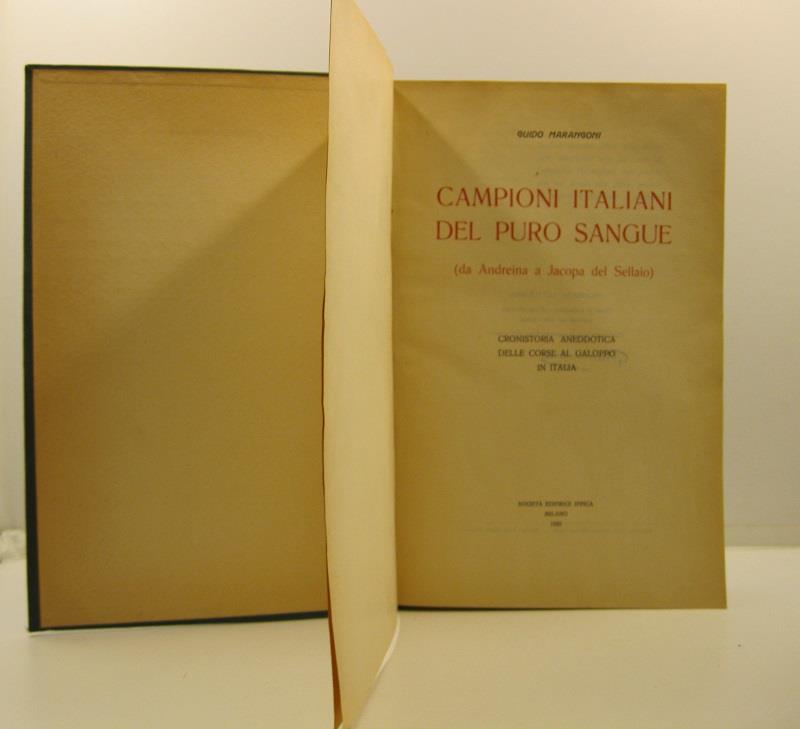 GUIDO MARANGONI
CAMPIONI ITALIANI
DEL PURO SANGUE
(da Andreina a Jacopa del Sellaio)
CRONISTORIA ANEDDOTICA
DELLE CORSE AL GALOPPO
IN ITALIA
SOCIETÀ EDITRICE IPPICA
MILANO